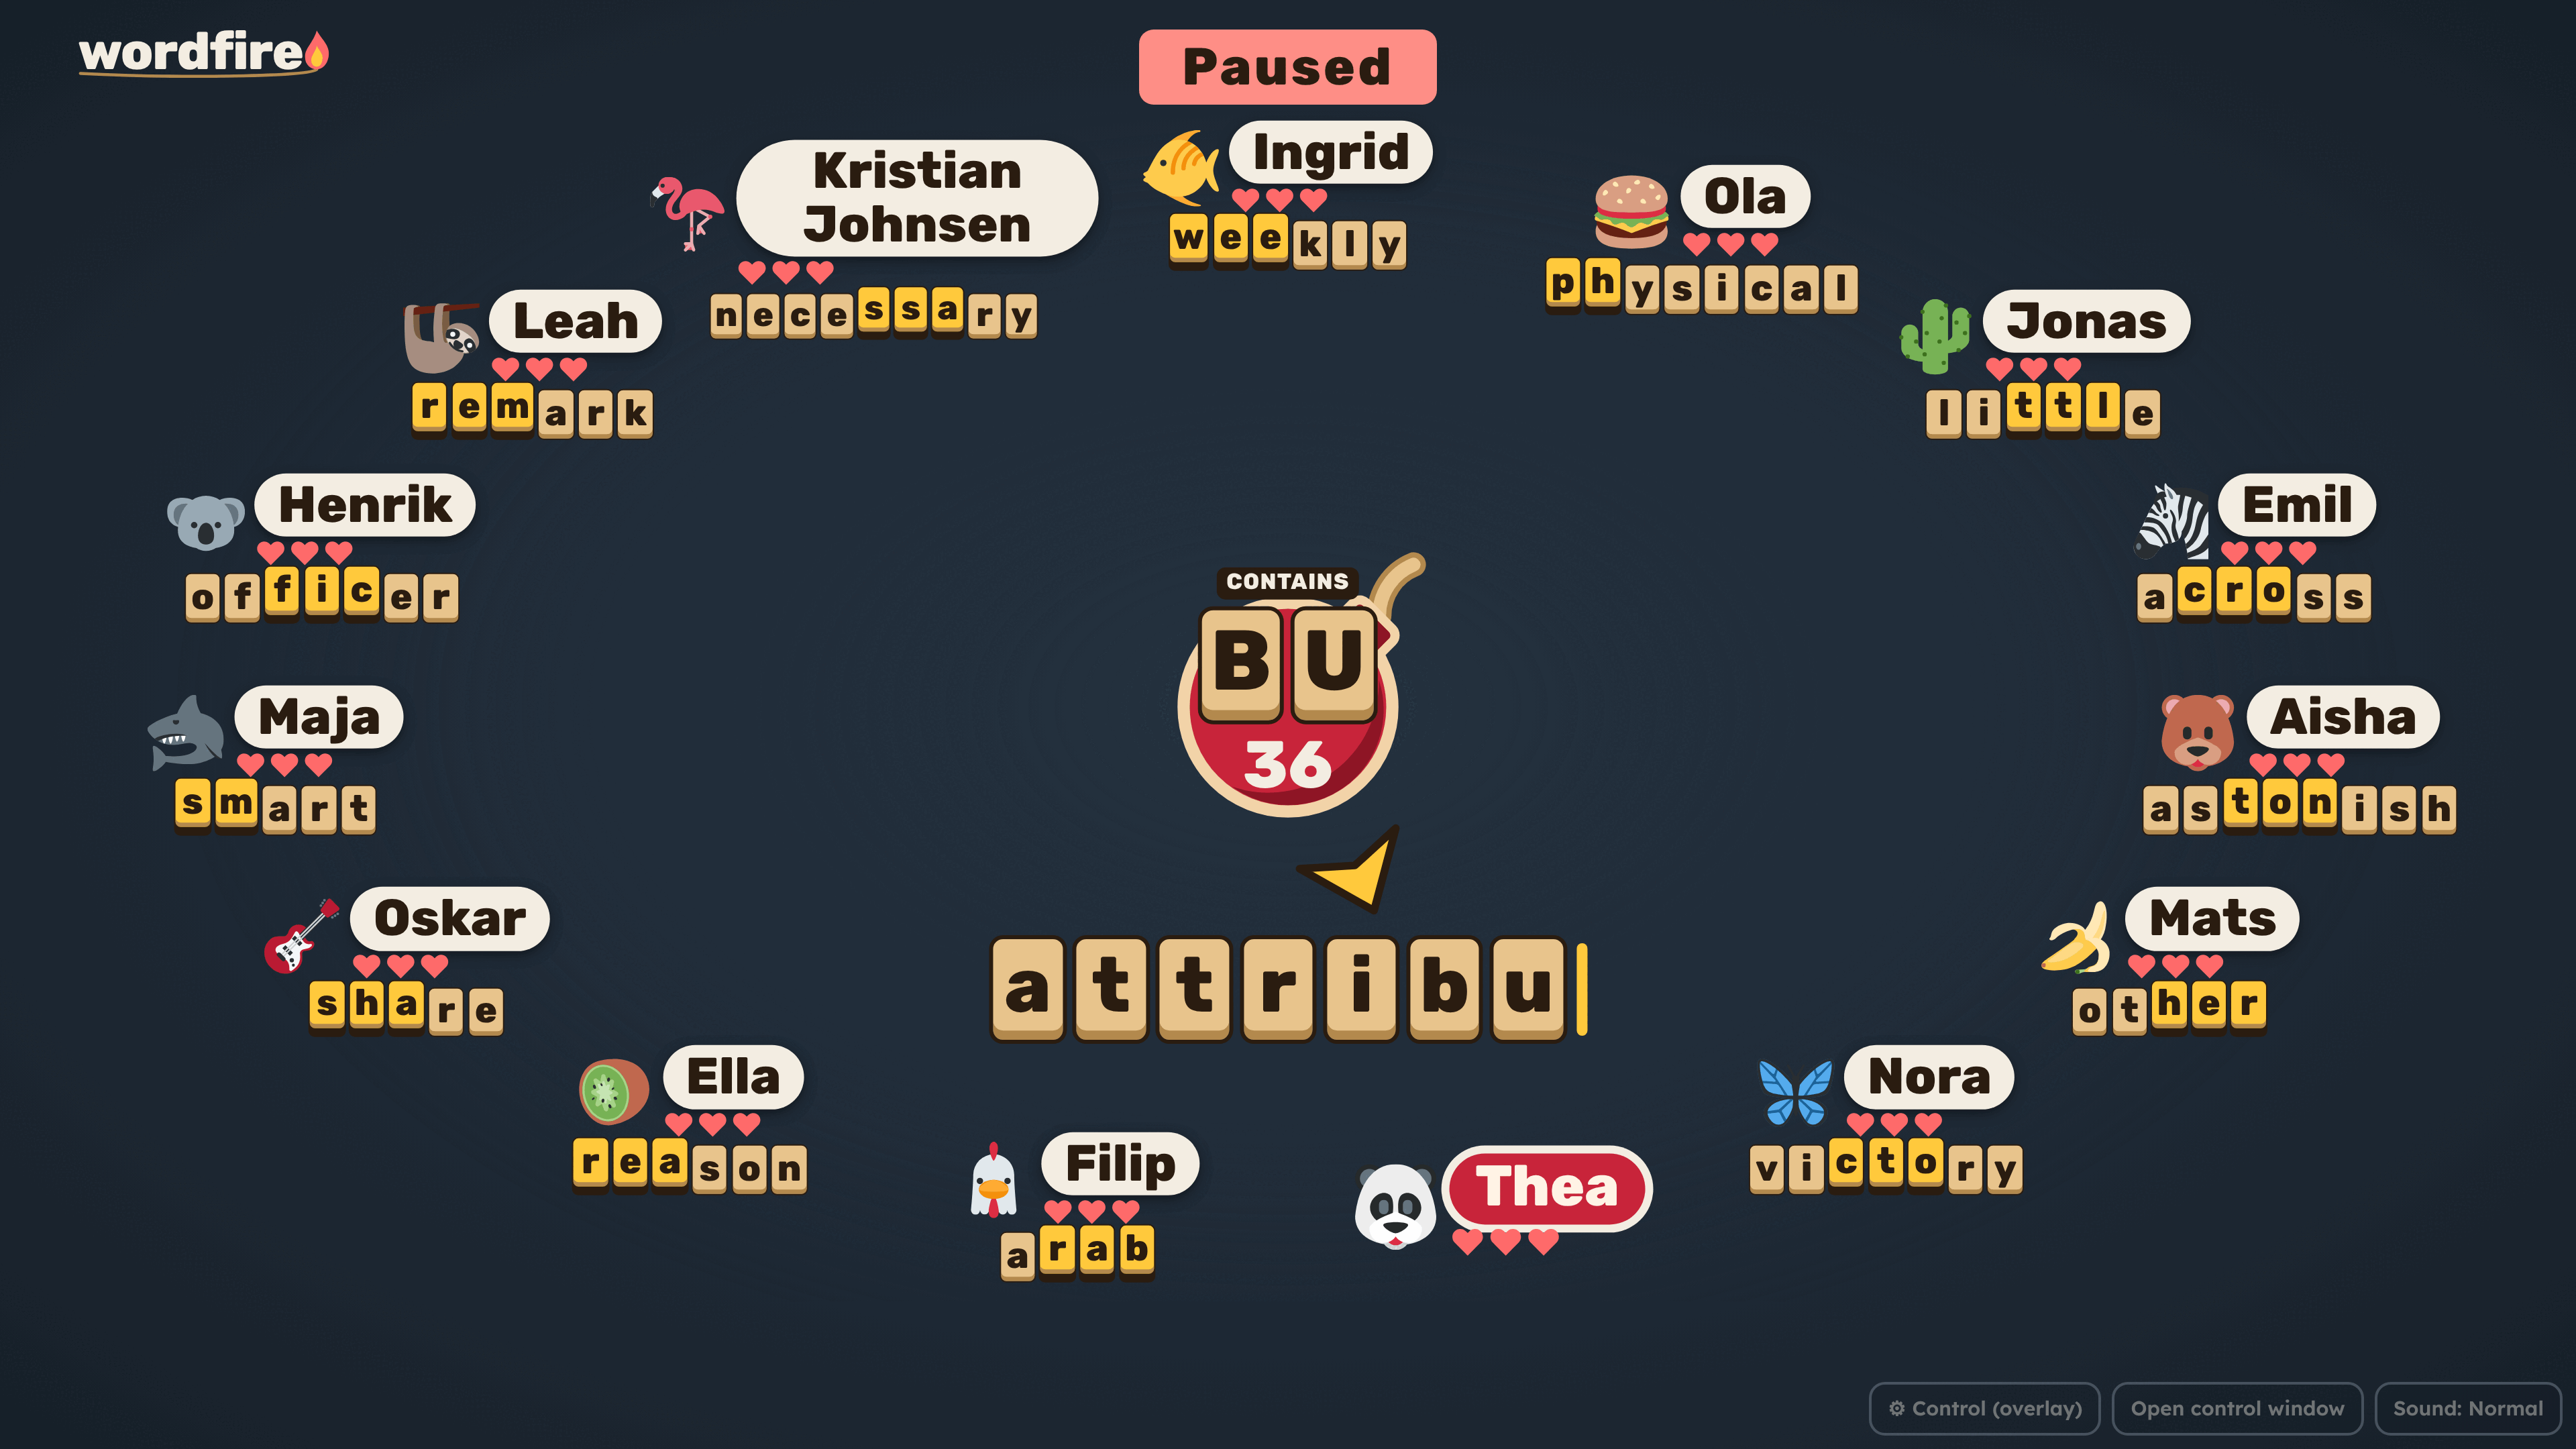 wordfire
Paused
Ingrid
weekly
Kristian
Johnsen
necessary
Ola
physical
Leah
remark
Jonas
little
Henrik
officer
Emil
across
CONTAINS
BU
36
Maja
smart
Aisha
astonish
Oskar
share
attribu
Mats
other
Ella
reason
Nora
victory
Filip
arab
Thea
⚙ Control (overlay)
Open control window
Sound: Normal